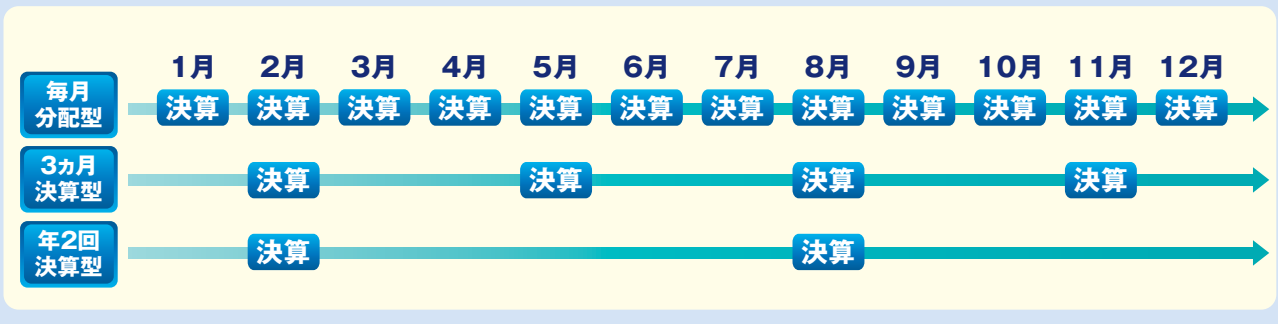 1月 2月 3月 4月 5月 6月 7月 8月 9月 10月 11月 12月
毎月
分配型
決算 決算 決算 決算 決算 決算 決算 決算 決算 決算 決算 決算
3ヵ月
決算型
決算 決算 決算 決算
年2回
決算型
決算 決算